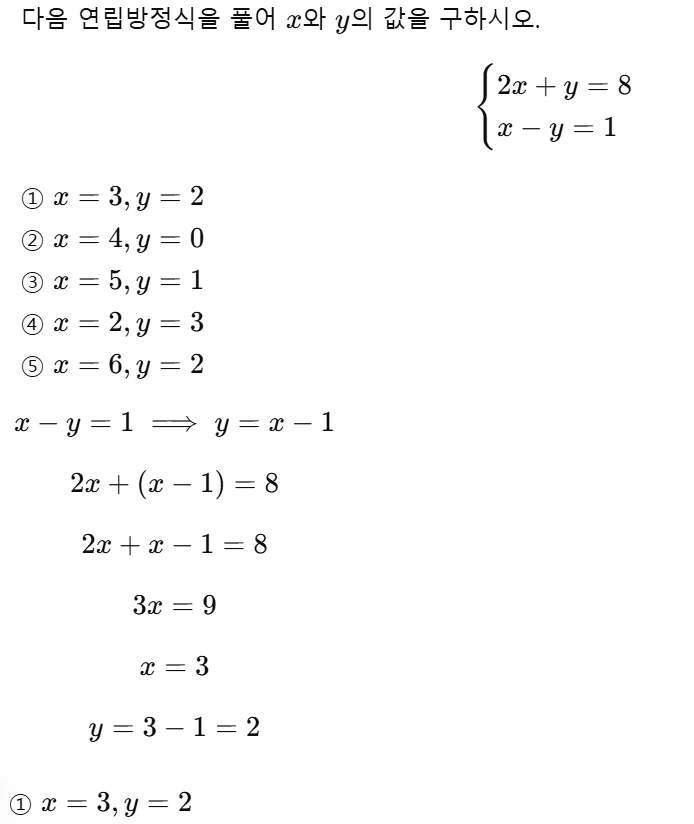 다음 연립방정식을 풀어 x와 y의 값을 구하시오.
{2x + y = 8
x − y = 1
① x = 3, y = 2
② x = 4, y = 0
③ x = 5, y = 1
④ x = 2, y = 3
⑤ x = 6, y = 2
x − y = 1 ⟹ y = x − 1
2x + (x − 1) = 8
2x + x − 1 = 8
3x = 9
x = 3
y = 3 − 1 = 2
① x = 3, y = 2